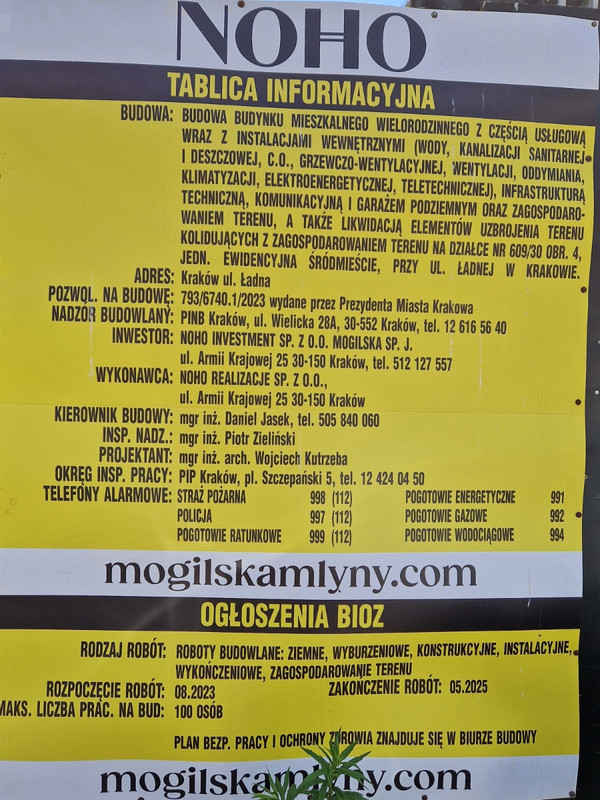 NOHO
TABLICA INFORMACYJNA
BUDOWA: BUDOWA BUDYNKU MIESZKALNEGO WIELORODZINNEGO Z CZĘŚCIĄ USŁUGOWĄ
WRAZ Z INSTALACJAMI WEWNĘTRZNYMI (WODY, KANALIZACJI SANITARNEJ
I DESZCZOWEJ, C.O., GRZEWCZO-WENTYLACYJNEJ, WENTYLACJI, ODDYMIANIA,
KLIMATYZACJI, ELEKTROENERGETYCZNEJ, TELETECHNICZNEJ), INFRASTRUKTURĄ
TECHNICZNĄ, KOMUNIKACYJNĄ I GARAŻEM PODZIEMNYM ORAZ ZAGOSPODARO-
WANIEM TERENU, A TAKŻE LIKWIDACJĄ ELEMENTÓW UZBROJENIA TERENU
KOLIDUJĄCYCH Z ZAGOSPODAROWANIEM TERENU NA DZIAŁCE NR 609/30 OBR. 4,
JEDN. EWIDENCYJNA ŚRÓDMIEŚCIE, PRZY UL. ŁADNEJ W KRAKOWIE.
ADRES: Kraków ul. Ładna
POZWOL. NA BUDOWĘ: 793/6740.1/2023 wydane przez Prezydenta Miasta Krakowa
NADZÓR BUDOWLANY: PINB Kraków, ul. Wielicka 28A, 30-552 Kraków, tel. 12 616 56 40
INWESTOR: NOHO INVESTMENT SP. Z O.O. MOGILSKA SP. J.
ul. Armii Krajowej 25 30-150 Kraków, tel. 512 127 557
WYKONAWCA: NOHO REALIZACJE SP. Z O.O.,
ul. Armii Krajowej 25 30-150 Kraków
KIEROWNIK BUDOWY: mgr inż. Daniel Jasek, tel. 505 840 060
INSP. NADZ.: mgr inż. Piotr Zieliński
PROJEKTANT: mgr inż. arch. Wojciech Kutrzeba
OKRĘG INSP. PRACY: PIP Kraków, pl. Szczepański 5, tel. 12 424 04 50
TELEFONY ALARMOWE: STRAŻ POŻARNA 998 (112) POGOTOWIE ENERGETYCZNE 991
POLICJA 997 (112) POGOTOWIE GAZOWE 992
POGOTOWIE RATUNKOWE 999 (112) POGOTOWIE WODOCIĄGOWE 994
mogilskamlyny.com
OGŁOSZENIA BIOZ
RODZAJ ROBÓT: ROBOTY BUDOWLANE: ZIEMNE, WYBURZENIOWE, KONSTRUKCYJNE, INSTALACYJNE,
WYKOŃCZENIOWE, ZAGOSPODAROWANIE TERENU
ROZPOCZĘCIE ROBÓT: 08.2023 ZAKOŃCZENIE ROBÓT: 05.2025
MAKS. LICZBA PRAC. NA BUD: 100 OSÓB
PLAN BEZP. PRACY I OCHRONY ZDROWIA ZNAJDUJE SIĘ W BIURZE BUDOWY
mogilskamlyny.com